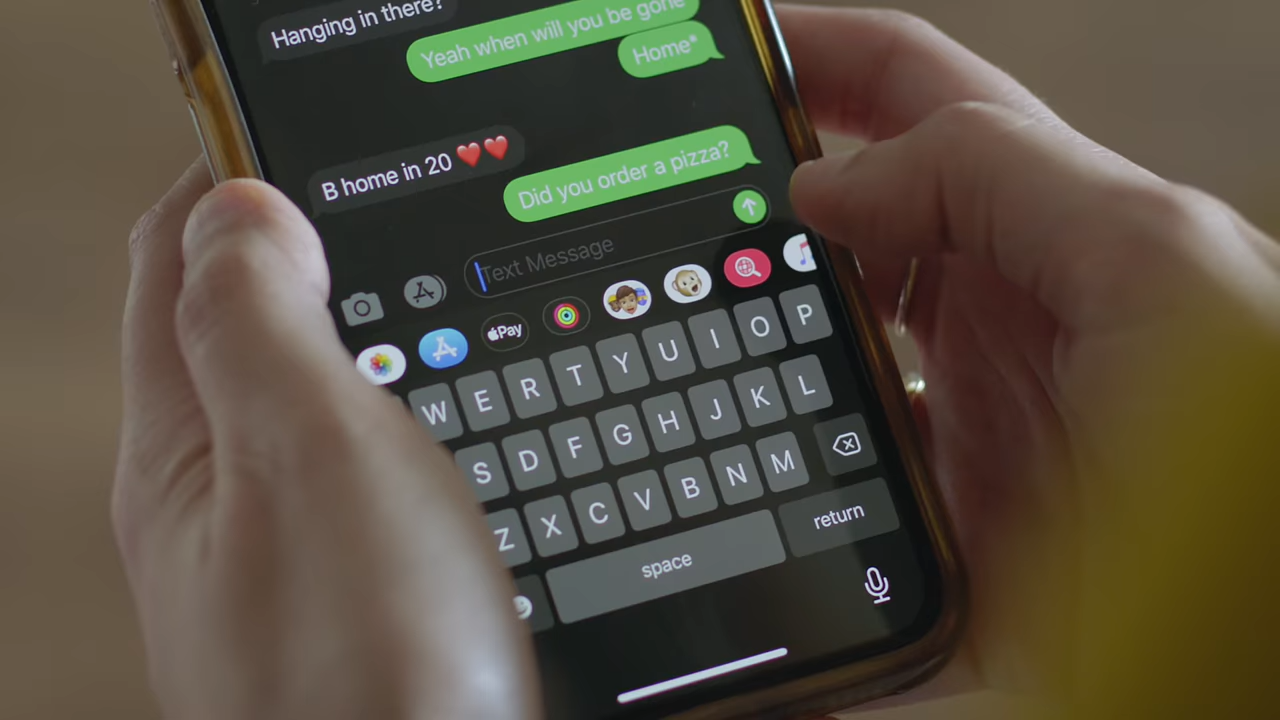 Hanging in there?
Yeah when will you be gone
Home*
B home in 20 ❤️❤️
Did you order a pizza?
Text Message
Pay
W E R T Y U I O P
S D F G H J K L
Z X C V B N M
space return